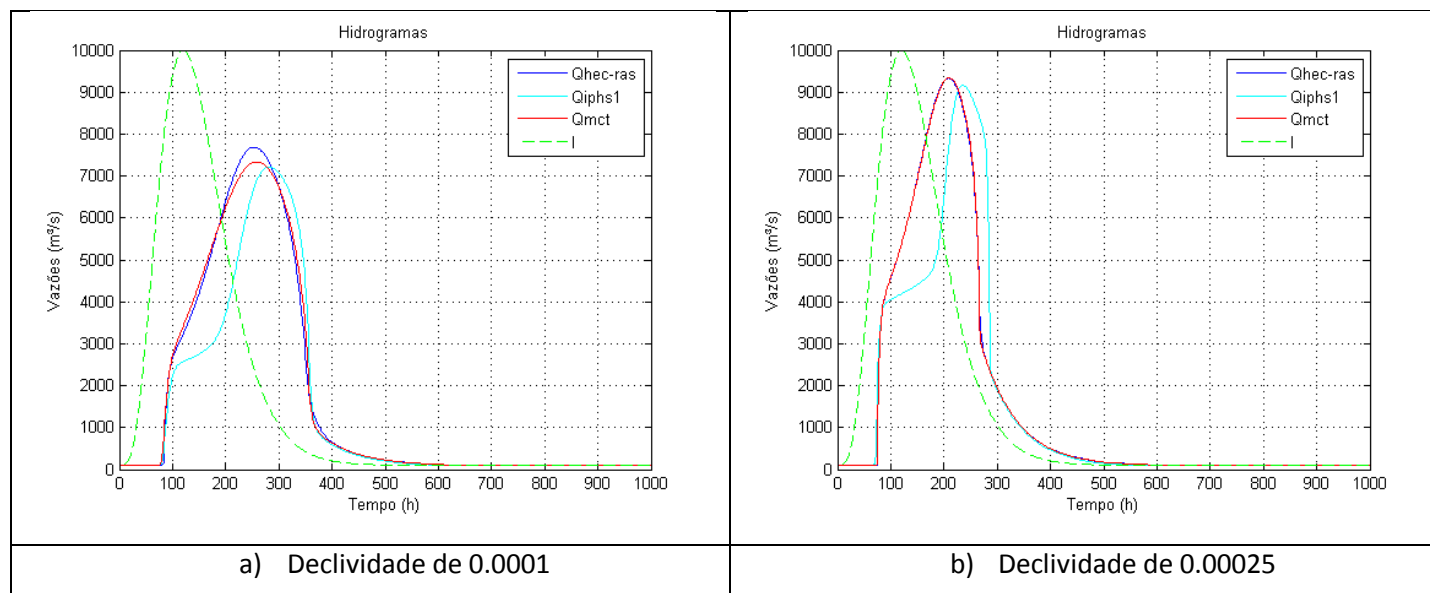 Hidrogramas
10000
9000
8000
7000
6000
5000
4000
3000
2000
1000
0
Vazões (m³/s)
Qhec-ras
Qiphs1
Qmct
I
0 100 200 300 400 500 600 700 800 900 1000
Tempo (h)
a) Declividade de 0.0001
Hidrogramas
10000
9000
8000
7000
6000
5000
4000
3000
2000
1000
0
Vazões (m³/s)
Qhec-ras
Qiphs1
Qmct
I
0 100 200 300 400 500 600 700 800 900 1000
Tempo (h)
b) Declividade de 0.00025